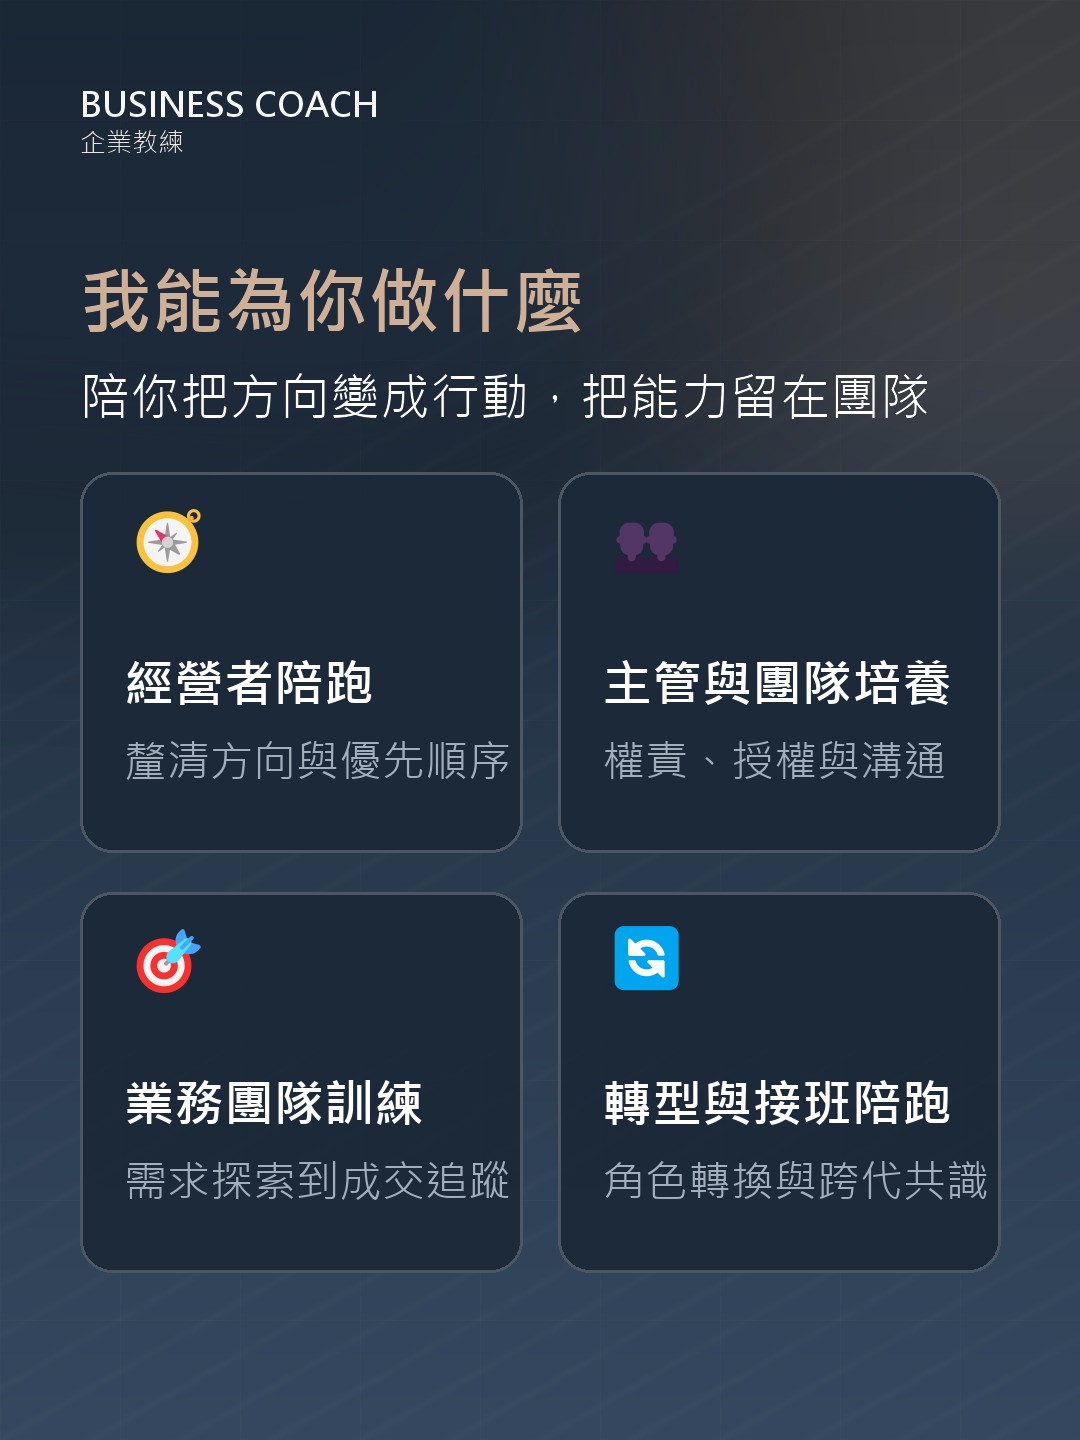 BUSINESS COACH
企業教練
我能為你做什麼
陪你把方向變成行動，把能力留在團隊
經營者陪跑
釐清方向與優先順序
主管與團隊培養
權責、授權與溝通
業務團隊訓練
需求探索到成交追蹤
轉型與接班陪跑
角色轉換與跨代共識